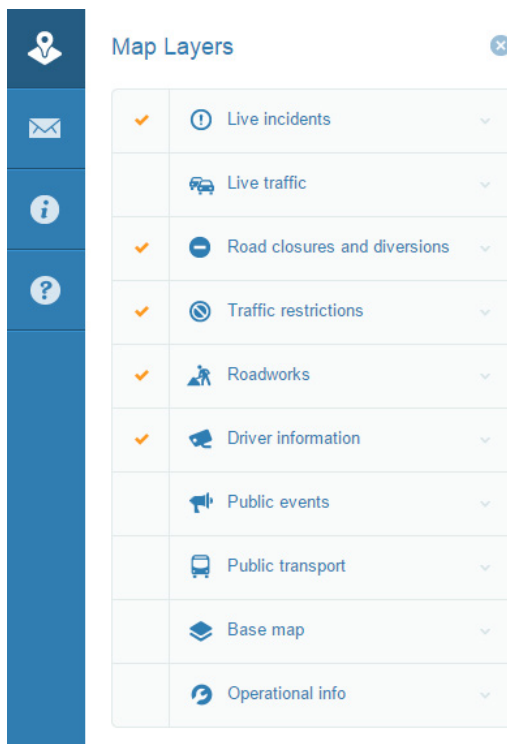 Map Layers
Live incidents
Live traffic
Road closures and diversions
Traffic restrictions
Roadworks
Driver information
Public events
Public transport
Base map
Operational info